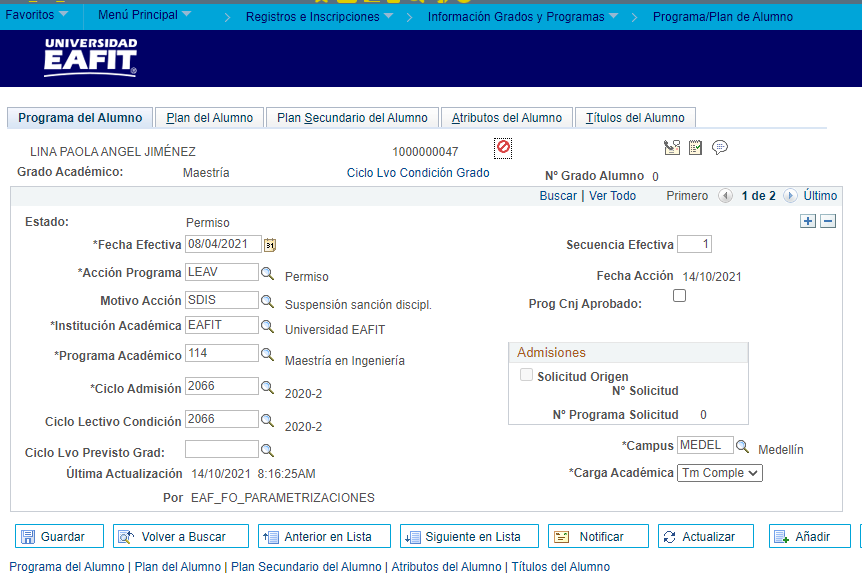 Favoritos Menú Principal Registros e Inscripciones Información Grados y Programas Programa/Plan de Alumno
UNIVERSIDAD
EAFIT®
Programa del Alumno Plan del Alumno Plan Secundario del Alumno Atributos del Alumno Títulos del Alumno
LINA PAOLA ANGEL JIMÉNEZ 1000000047
Grado Académico: Maestría Ciclo Lvo Condición Grado Nº Grado Alumno 0
Buscar | Ver Todo Primero 1 de 2 Último
Estado: Permiso
*Fecha Efectiva 08/04/2021 31 Secuencia Efectiva 1
*Acción Programa LEAV Permiso Fecha Acción 14/10/2021
Motivo Acción SDIS Suspensión sanción discipl. Prog Cnj Aprobado:
*Institución Académica EAFIT Universidad EAFIT
*Programa Académico 114 Maestría en Ingeniería
Admisiones
Solicitud Origen
*Ciclo Admisión 2066 2020-2 Nº Solicitud
Ciclo Lectivo Condición 2066 2020-2 Nº Programa Solicitud 0
Ciclo Lvo Previsto Grad: *Campus MEDEL Medellín
Última Actualización 14/10/2021 8:16:25AM *Carga Académica Tm Comple
Por EAF_FO_PARAMETRIZACIONES
Guardar Volver a Buscar Anterior en Lista Siguiente en Lista Notificar Actualizar Añadir
Programa del Alumno | Plan del Alumno | Plan Secundario del Alumno | Atributos del Alumno | Títulos del Alumno